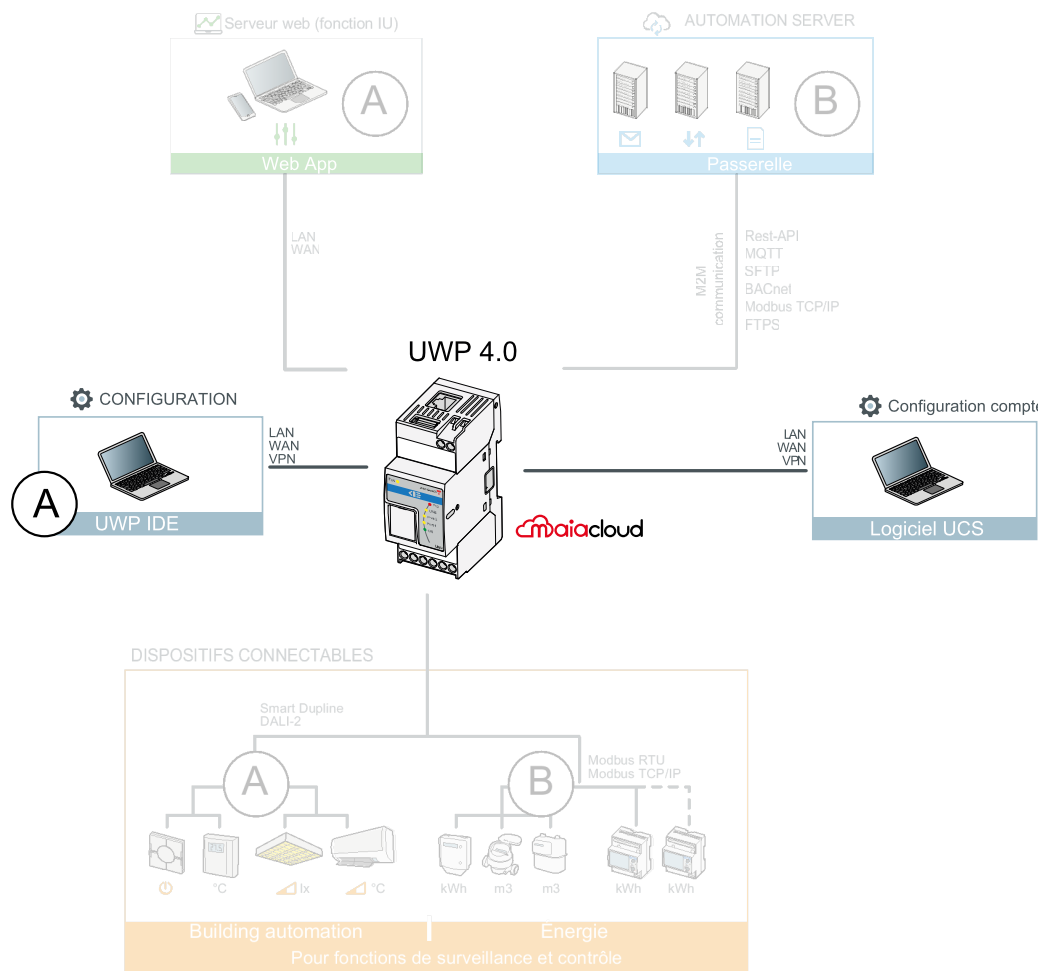 Serveur web (fonction IU)
AUTOMATION SERVER
A
B
Web App
Passerelle
LAN
WAN
M2M
communication
Rest-API
MQTT
SFTP
BACnet
Modbus TCP/IP
FTPS
UWP 4.0
CONFIGURATION
LAN
WAN
VPN
A
UWP IDE
maiacloud
Configuration compte
LAN
WAN
VPN
Logiciel UCS
DISPOSITIFS CONNECTABLES
Smart Dupline
DALI-2
Modbus RTU
Modbus TCP/IP
A
B
°C
lx
°C
kWh
m3
m3
kWh
kWh
Building automation
Energie
Pour fonctions de surveillance et contrôle